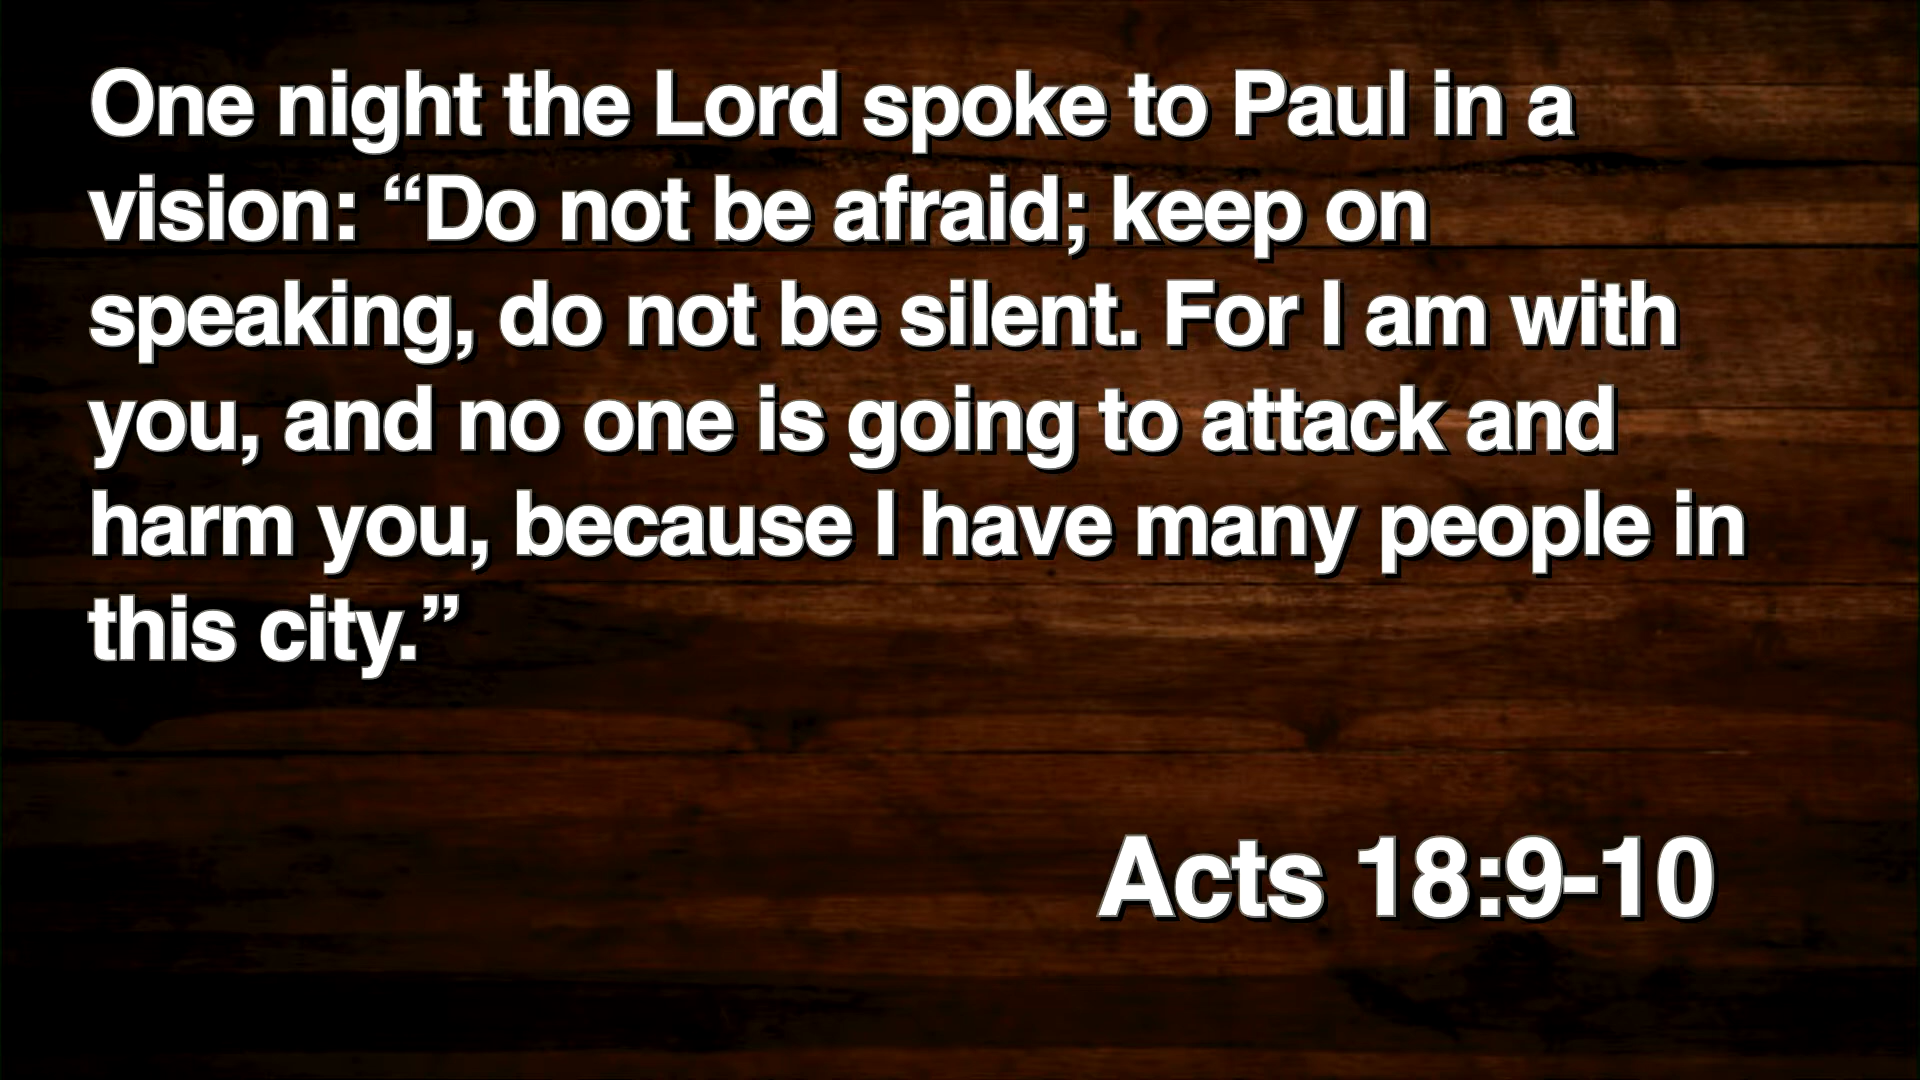 One night the Lord spoke to Paul in a
vision: “Do not be afraid; keep on
speaking, do not be silent. For I am with
you, and no one is going to attack and
harm you, because I have many people in
this city.”
Acts 18:9-10